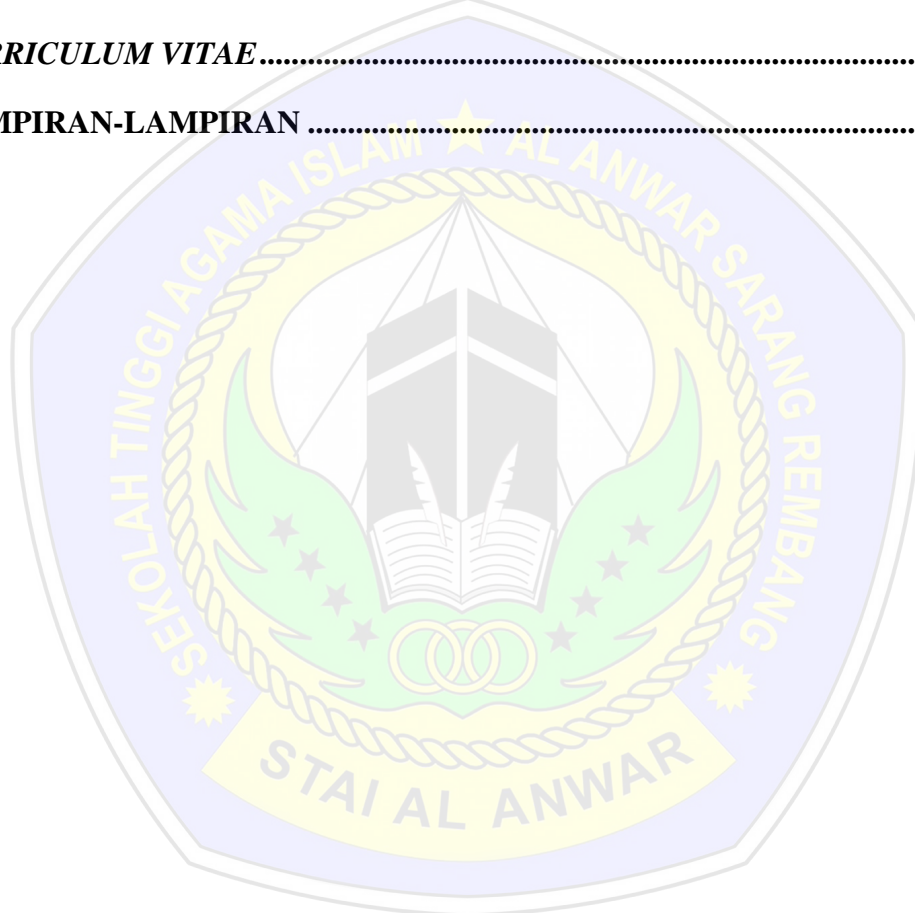 RRICULUM VITAE ....................................................................................
MPIRAN-LAMPIRAN ..............................................................................
SEKOLAH TINGGI AGAMA ISLAM ★ AL ANWAR SARANG REMBANG
STAI AL ANWAR